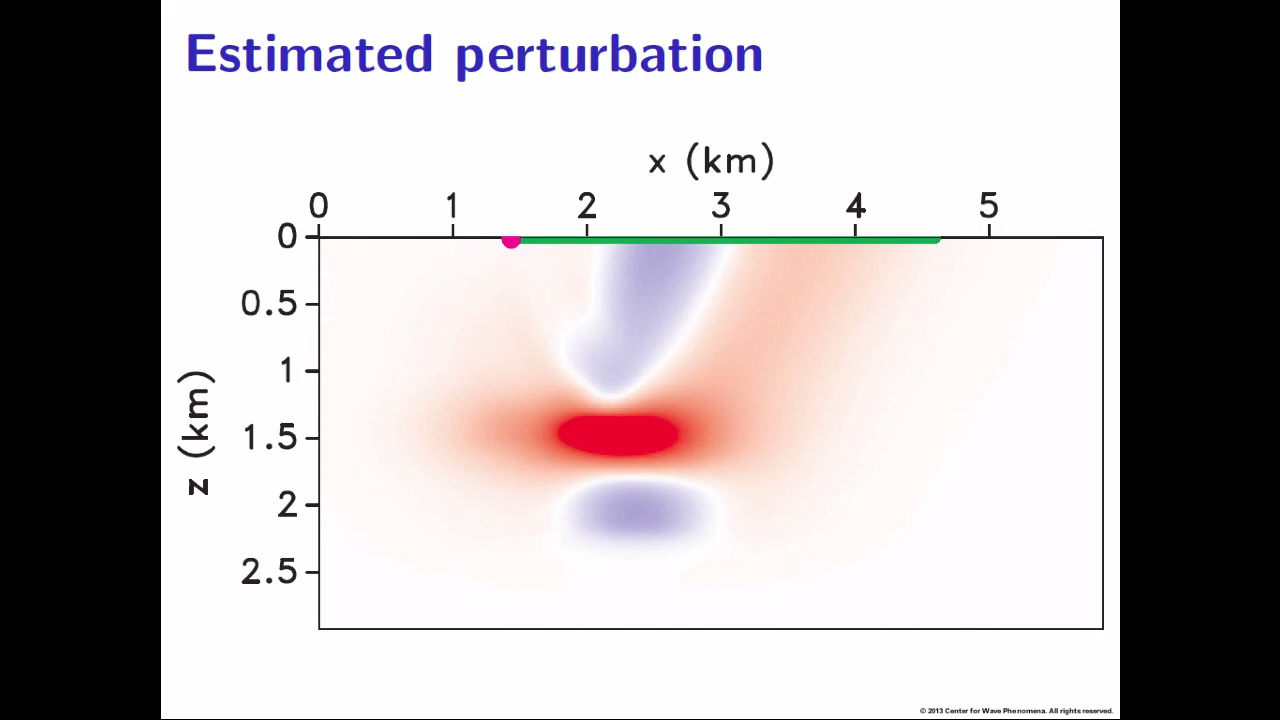 Estimated perturbation
x (km)
0 1 2 3 4 5
0
0.5
1
1.5
2
2.5
z (km)
© 2013 Center for Wave Phenomena. All rights reserved.